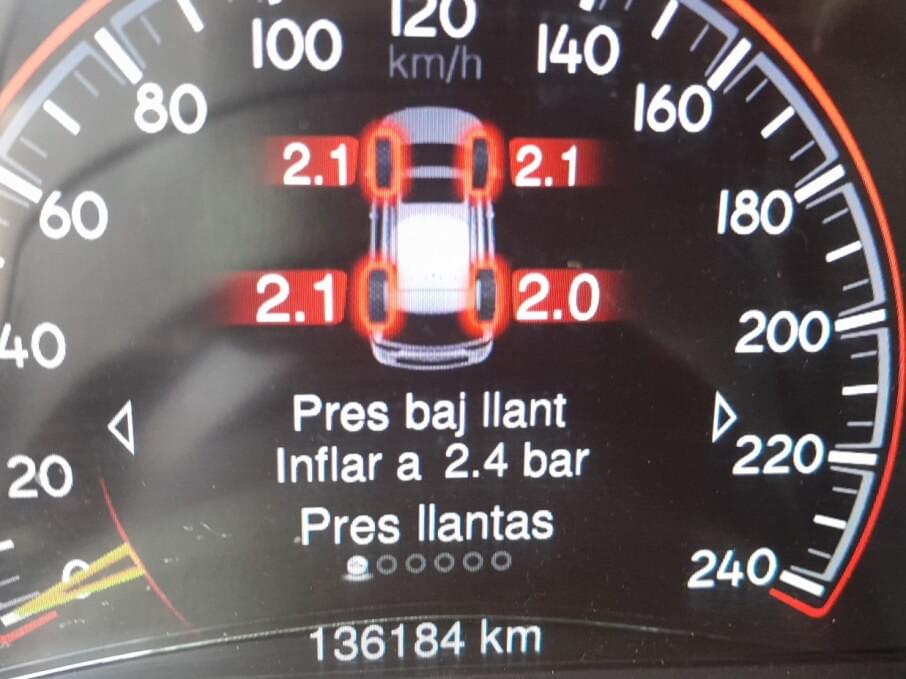 120
100 km/h 140
80 160
2.1 2.1
60 180
2.1 2.0
40 200
Pres baj llant
Inflar a 2.4 bar
20 220
Pres llantas
0 240
136184 km